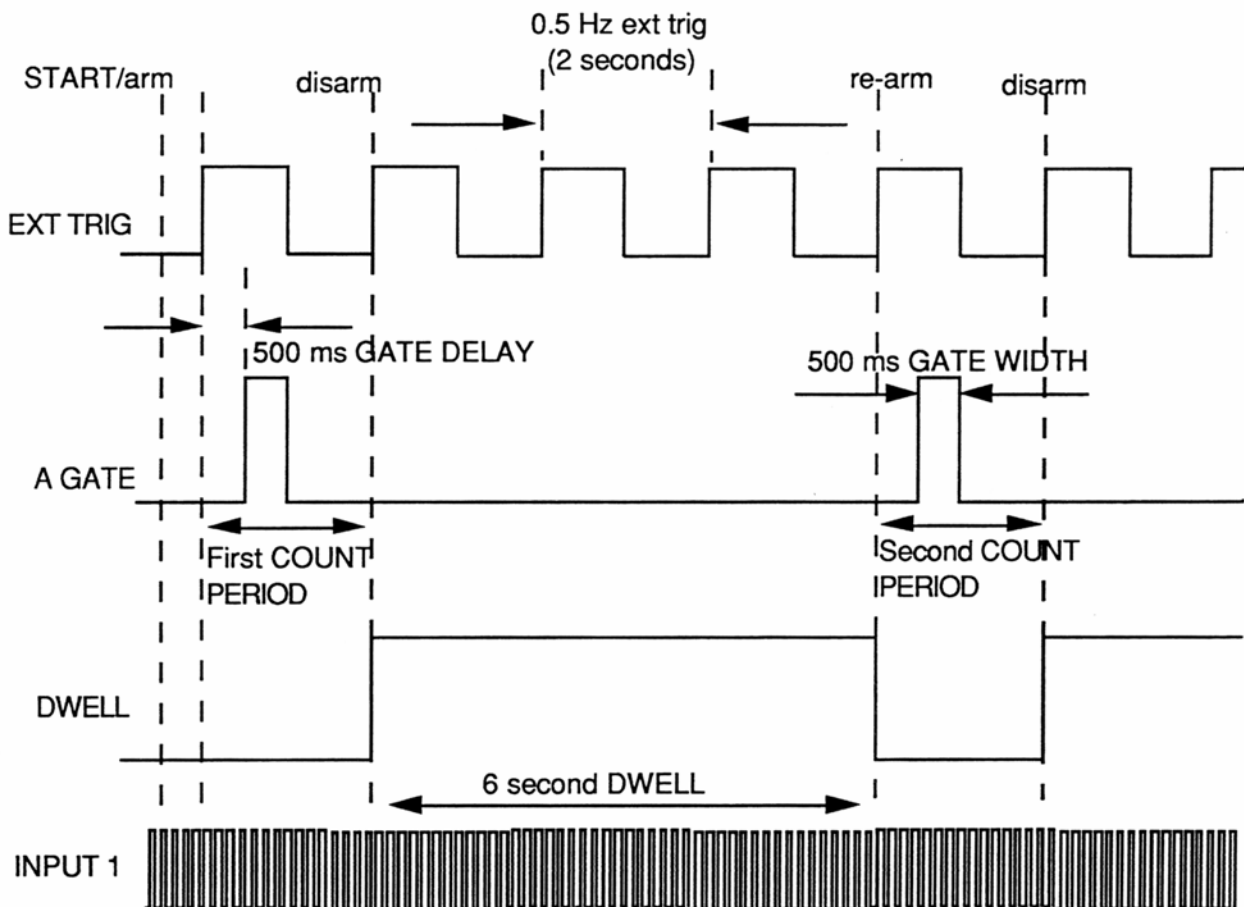 0.5 Hz ext trig
(2 seconds)
START/arm
disarm
re-arm
disarm
EXT TRIG
500 ms GATE DELAY
500 ms GATE WIDTH
A GATE
First COUNT
PERIOD
Second COUNT
PERIOD
DWELL
6 second DWELL
INPUT 1